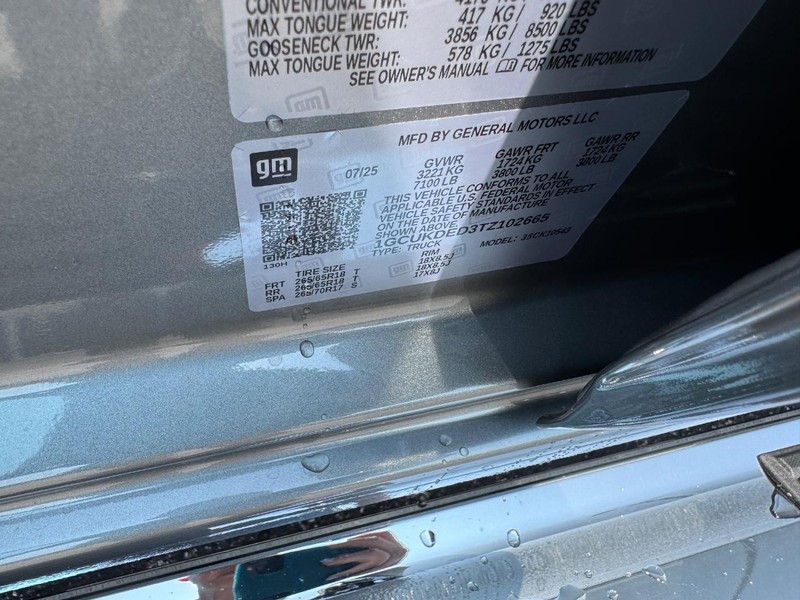 CONVENTIONAL TWR:
MAX TONGUE WEIGHT: 417 KG / 920 LBS
GOOSENECK TWR: 3856 KG / 8500 LBS
MAX TONGUE WEIGHT: 578 KG / 1275 LBS
SEE OWNER'S MANUAL FOR MORE INFORMATION
gm
MFD BY GENERAL MOTORS LLC
07/25
GVWR GAWR FRT GAWR RR
3221 KG 1724 KG 1724 KG
7100 LB 3800 LB 3800 LB
THIS VEHICLE CONFORMS TO ALL
APPLICABLE U.S. FEDERAL MOTOR
VEHICLE SAFETY STANDARDS IN EFFECT
ON THE DATE OF MANUFACTURE
SHOWN ABOVE.
1GCUKDED3TZ102665
TYPE: TRUCK MODEL: 35CK10543
130H
TIRE SIZE RIM
FRT 265/65R18 T 18X8.5J
RR 265/65R18 T 18X8.5J
SPA 265/70R17 S 17X8J